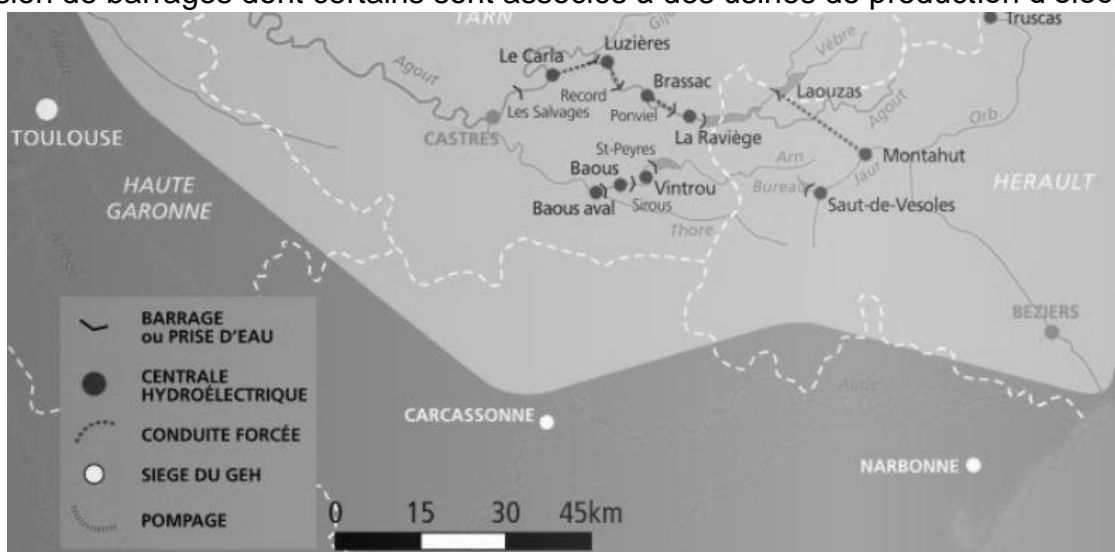 sion de barrages dont certains sont associés à des usines de production d'élec
TARN
Truscas
Agout
Luzières
Vèbre
Le Carla
Agout
Brassac
Laouzas
Record
Les Salvages
Ponviel
Agout
Orb
TOULOUSE
CASTRES
La Raviège
St-Peyres
Arn
Montahut
Jaur
HAUTE
GARONNE
Baous
Bureau
HERAULT
Vintrou
Sirous
Saut-de-Vesoles
Baous aval
Thore
Ariège
BEZIERS
BARRAGE
ou PRISE D'EAU
CENTRALE
HYDROÉLECTRIQUE
Aude
CARCASSONNE
CONDUITE FORCÉE
SIEGE DU GEH
NARBONNE
POMPAGE
0 15 30 45km